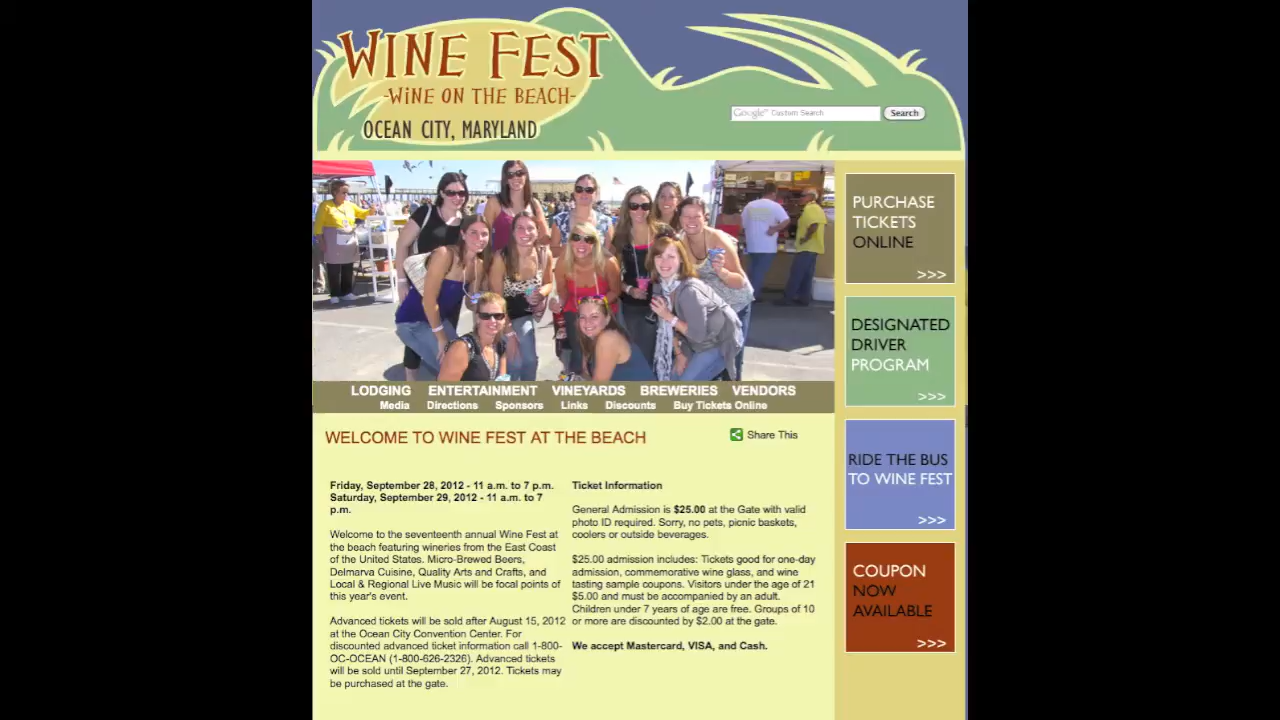 WINE FEST
-WINE ON THE BEACH-
OCEAN CITY, MARYLAND
Google™ Custom Search
Search
PURCHASE
TICKETS
ONLINE
>>>
DESIGNATED
DRIVER
PROGRAM
>>>
RIDE THE BUS
TO WINE FEST
>>>
COUPON
NOW
AVAILABLE
>>>
LODGING ENTERTAINMENT VINEYARDS BREWERIES VENDORS
Media Directions Sponsors Links Discounts Buy Tickets Online
WELCOME TO WINE FEST AT THE BEACH
Share This
Friday, September 28, 2012 - 11 a.m. to 7 p.m.
Saturday, September 29, 2012 - 11 a.m. to 7
p.m.
Welcome to the seventeenth annual Wine Fest at
the beach featuring wineries from the East Coast
of the United States. Micro-Brewed Beers,
Delmarva Cuisine, Quality Arts and Crafts, and
Local & Regional Live Music will be focal points of
this year's event.
Advanced tickets will be sold after August 15, 2012
at the Ocean City Convention Center. For
discounted advanced ticket information call 1-800-
OC-OCEAN (1-800-626-2326). Advanced tickets
will be sold until September 27, 2012. Tickets may
be purchased at the gate.
Ticket Information
General Admission is $25.00 at the Gate with valid
photo ID required. Sorry, no pets, picnic baskets,
coolers or outside beverages.
$25.00 admission includes: Tickets good for one-day
admission, commemorative wine glass, and wine
tasting sample coupons. Visitors under the age of 21
$5.00 and must be accompanied by an adult.
Children under 7 years of age are free. Groups of 10
or more are discounted by $2.00 at the gate.
We accept Mastercard, VISA, and Cash.